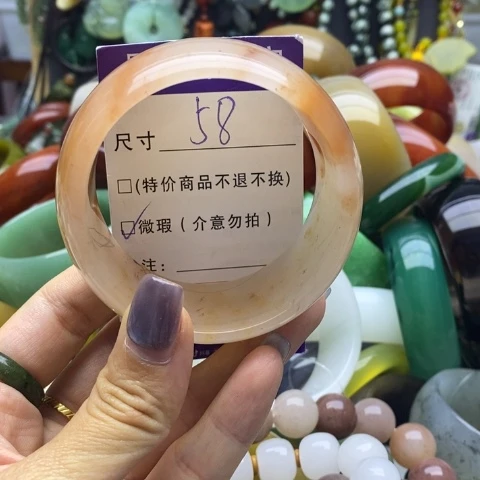 尺寸 58
□(特价商品不退不换)
☑微瑕(介意勿拍)
注: